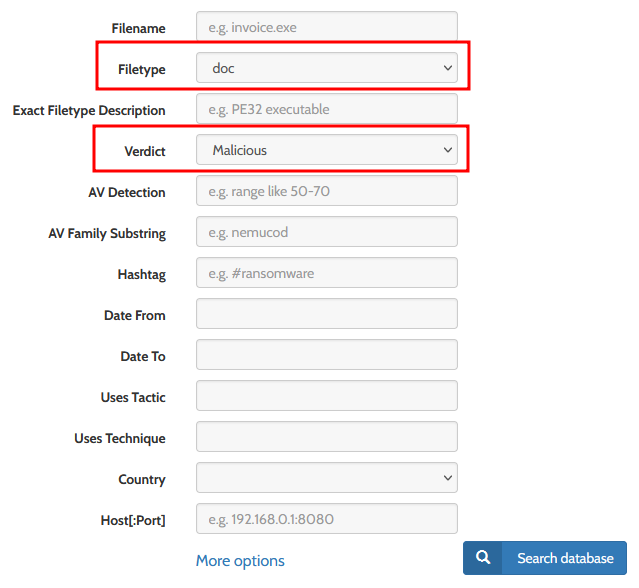 Filename e.g. invoice.exe
Filetype doc
Exact Filetype Description e.g. PE32 executable
Verdict Malicious
AV Detection e.g. range like 50-70
AV Family Substring e.g. nemucod
Hashtag e.g. #ransomware
Date From
Date To
Uses Tactic
Uses Technique
Country
Host[:Port] e.g. 192.168.0.1:8080
More options Search database